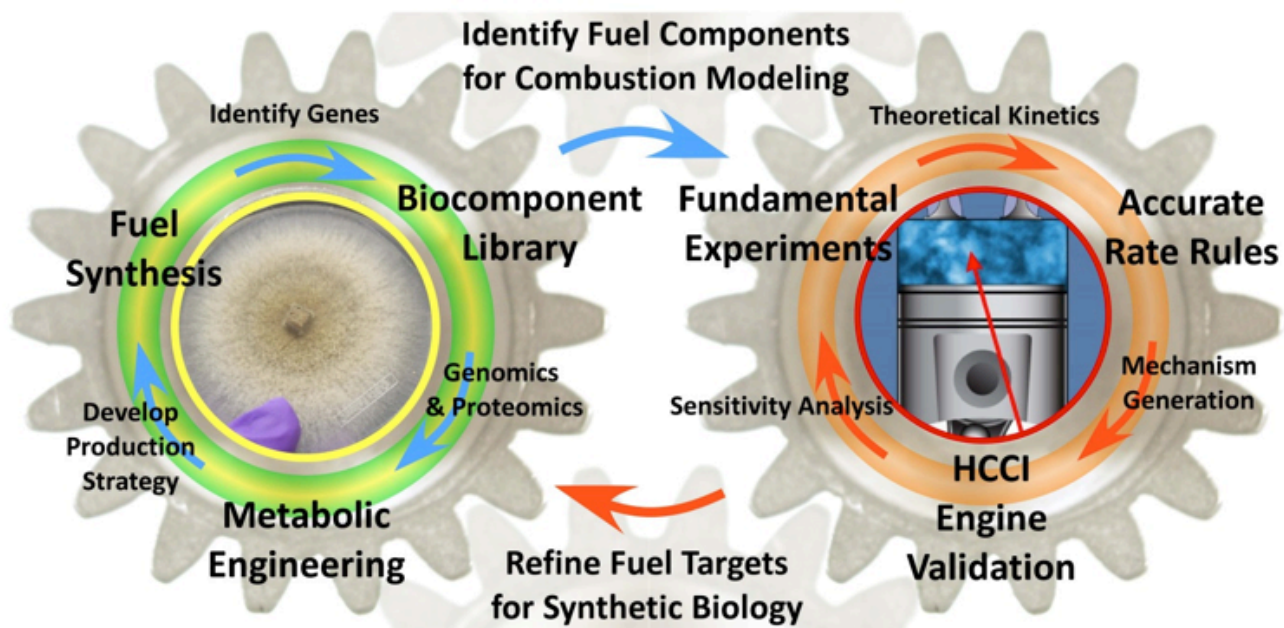 Identify Fuel Components
for Combustion Modeling
Identify Genes
Theoretical Kinetics
Biocomponent
Library
Fundamental
Experiments
Accurate
Rate Rules
Fuel
Synthesis
Genomics
& Proteomics
Mechanism
Generation
Sensitivity Analysis
Develop
Production
Strategy
Metabolic
Engineering
HCCI
Engine
Validation
Refine Fuel Targets
for Synthetic Biology